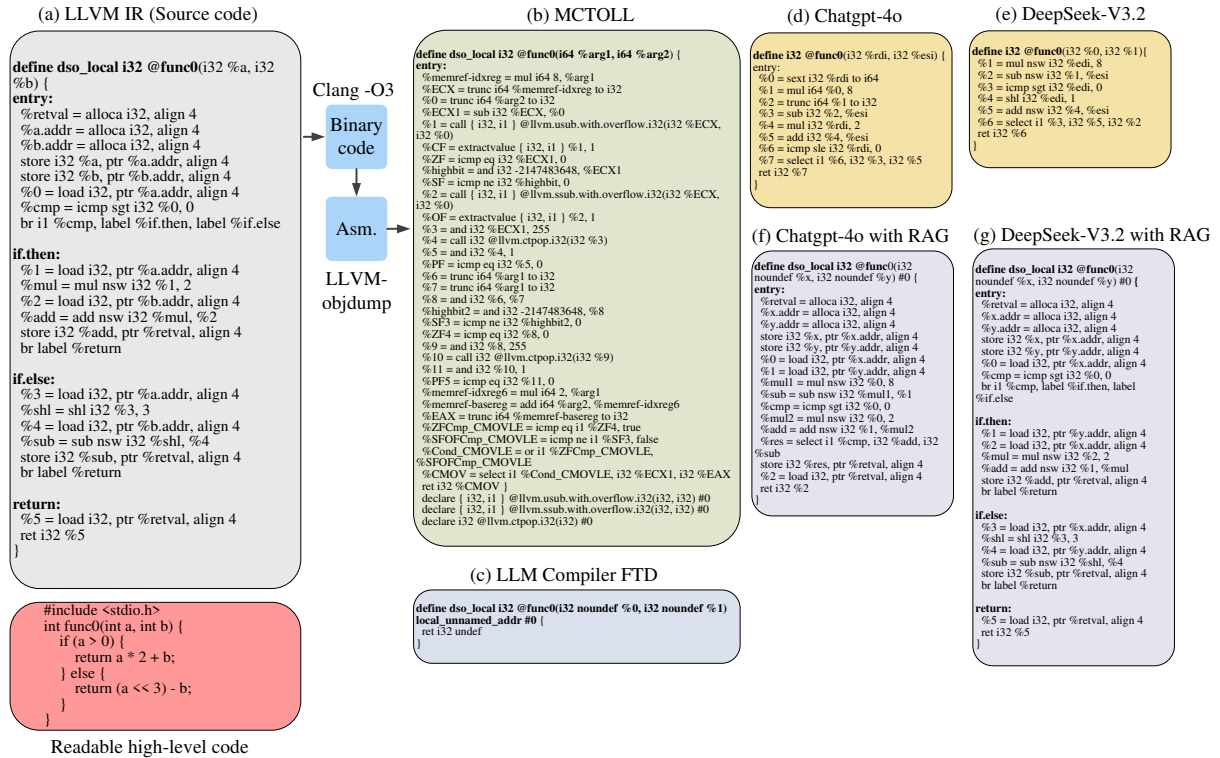 (a) LLVM IR (Source code)
define dso_local i32 @func0(i32 %a, i32
%b) {
entry:
%retval = alloca i32, align 4
%a.addr = alloca i32, align 4
%b.addr = alloca i32, align 4
store i32 %a, ptr %a.addr, align 4
store i32 %b, ptr %b.addr, align 4
%0 = load i32, ptr %a.addr, align 4
%cmp = icmp sgt i32 %0, 0
br i1 %cmp, label %if.then, label %if.else
if.then:
%1 = load i32, ptr %a.addr, align 4
%mul = mul nsw i32 %1, 2
%2 = load i32, ptr %b.addr, align 4
%add = add nsw i32 %mul, %2
store i32 %add, ptr %retval, align 4
br label %return
if.else:
%3 = load i32, ptr %a.addr, align 4
%shl = shl i32 %3, 3
%4 = load i32, ptr %b.addr, align 4
%sub = sub nsw i32 %shl, %4
store i32 %sub, ptr %retval, align 4
br label %return
return:
%5 = load i32, ptr %retval, align 4
ret i32 %5
}
#include <stdio.h>
int func0(int a, int b) {
if (a > 0) {
return a * 2 + b;
} else {
return (a << 3) - b;
}
}
Readable high-level code
Clang -O3
Binary
code
Asm.
LLVM-
objdump
(b) MCTOLL
define dso_local i32 @func0(i64 %arg1, i64 %arg2) {
entry:
%memref-idxreg = mul i64 8, %arg1
%ECX = trunc i64 %memref-idxreg to i32
%0 = trunc i64 %arg2 to i32
%ECX1 = sub i32 %ECX, %0
%1 = call { i32, i1 } @llvm.usub.with.overflow.i32(i32 %ECX,
i32 %0)
%CF = extractvalue { i32, i1 } %1, 1
%ZF = icmp eq i32 %ECX1, 0
%highbit = and i32 -2147483648, %ECX1
%SF = icmp ne i32 %highbit, 0
%2 = call { i32, i1 } @llvm.ssub.with.overflow.i32(i32 %ECX,
i32 %0)
%OF = extractvalue { i32, i1 } %2, 1
%3 = and i32 %ECX1, 255
%4 = call i32 @llvm.ctpop.i32(i32 %3)
%5 = and i32 %4, 1
%PF = icmp eq i32 %5, 0
%6 = trunc i64 %arg1 to i32
%7 = trunc i64 %arg1 to i32
%8 = and i32 %6, %7
%highbit2 = and i32 -2147483648, %8
%SF3 = icmp ne i32 %highbit2, 0
%ZF4 = icmp eq i32 %8, 0
%9 = and i32 %8, 255
%10 = call i32 @llvm.ctpop.i32(i32 %9)
%11 = and i32 %10, 1
%PF5 = icmp eq i32 %11, 0
%memref-idxreg6 = mul i64 2, %arg1
%memref-basereg = add i64 %arg2, %memref-idxreg6
%EAX = trunc i64 %memref-basereg to i32
%ZFCmp_CMOVLE = icmp eq i1 %ZF4, true
%SFOFCmp_CMOVLE = icmp ne i1 %SF3, false
%Cond_CMOVLE = or i1 %ZFCmp_CMOVLE,
%SFOFCmp_CMOVLE
%CMOV = select i1 %Cond_CMOVLE, i32 %ECX1, i32 %EAX
ret i32 %CMOV }
declare { i32, i1 } @llvm.usub.with.overflow.i32(i32, i32) #0
declare { i32, i1 } @llvm.ssub.with.overflow.i32(i32, i32) #0
declare i32 @llvm.ctpop.i32(i32) #0
(c) LLM Compiler FTD
define dso_local i32 @func0(i32 noundef %0, i32 noundef %1)
local_unnamed_addr #0 {
ret i32 undef
}
(d) Chatgpt-4o
define i32 @func0(i32 %rdi, i32 %esi) {
entry:
%0 = sext i32 %rdi to i64
%1 = mul i64 %0, 8
%2 = trunc i64 %1 to i32
%3 = sub i32 %2, %esi
%4 = mul i32 %rdi, 2
%5 = add i32 %4, %esi
%6 = icmp sle i32 %rdi, 0
%7 = select i1 %6, i32 %3, i32 %5
ret i32 %7
}
(e) DeepSeek-V3.2
define i32 @func0(i32 %0, i32 %1){
%1 = mul nsw i32 %edi, 8
%2 = sub nsw i32 %1, %esi
%3 = icmp sgt i32 %edi, 0
%4 = shl i32 %edi, 1
%5 = add nsw i32 %4, %esi
%6 = select i1 %3, i32 %5, i32 %2
ret i32 %6
}
(f) Chatgpt-4o with RAG
define dso_local i32 @func0(i32
noundef %x, i32 noundef %y) #0 {
entry:
%retval = alloca i32, align 4
%x.addr = alloca i32, align 4
%y.addr = alloca i32, align 4
store i32 %x, ptr %x.addr, align 4
store i32 %y, ptr %y.addr, align 4
%0 = load i32, ptr %x.addr, align 4
%1 = load i32, ptr %y.addr, align 4
%mul1 = mul nsw i32 %0, 8
%sub = sub nsw i32 %mul1, %1
%cmp = icmp sgt i32 %0, 0
%mul2 = mul nsw i32 %0, 2
%add = add nsw i32 %1, %mul2
%res = select i1 %cmp, i32 %add, i32
%sub
store i32 %res, ptr %retval, align 4
%2 = load i32, ptr %retval, align 4
ret i32 %2
}
(g) DeepSeek-V3.2 with RAG
define dso_local i32 @func0(i32
noundef %x, i32 noundef %y) #0 {
entry:
%retval = alloca i32, align 4
%x.addr = alloca i32, align 4
%y.addr = alloca i32, align 4
store i32 %x, ptr %x.addr, align 4
store i32 %y, ptr %y.addr, align 4
%0 = load i32, ptr %x.addr, align 4
%cmp = icmp sgt i32 %0, 0
br i1 %cmp, label %if.then, label
%if.else
if.then:
%1 = load i32, ptr %y.addr, align 4
%2 = load i32, ptr %x.addr, align 4
%mul = mul nsw i32 %2, 2
%add = add nsw i32 %1, %mul
store i32 %add, ptr %retval, align 4
br label %return
if.else:
%3 = load i32, ptr %x.addr, align 4
%shl = shl i32 %3, 3
%4 = load i32, ptr %y.addr, align 4
%sub = sub nsw i32 %shl, %4
store i32 %sub, ptr %retval, align 4
br label %return
return:
%5 = load i32, ptr %retval, align 4
ret i32 %5
}